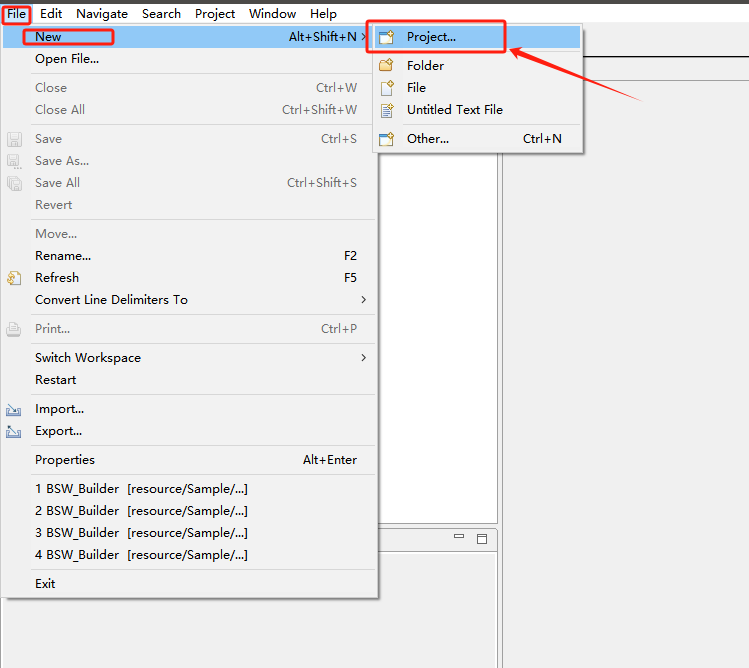 File Edit Navigate Search Project Window Help
New Alt+Shift+N
Project...
Open File...
Folder
Close Ctrl+W
File
Close All Ctrl+Shift+W
Untitled Text File
Save Ctrl+S
Other... Ctrl+N
Save As...
Save All Ctrl+Shift+S
Revert
Move...
Rename... F2
Refresh F5
Convert Line Delimiters To
Print... Ctrl+P
Switch Workspace
Restart
Import...
Export...
Properties Alt+Enter
1 BSW_Builder [resource/Sample/...]
2 BSW_Builder [resource/Sample/...]
3 BSW_Builder [resource/Sample/...]
4 BSW_Builder [resource/Sample/...]
Exit